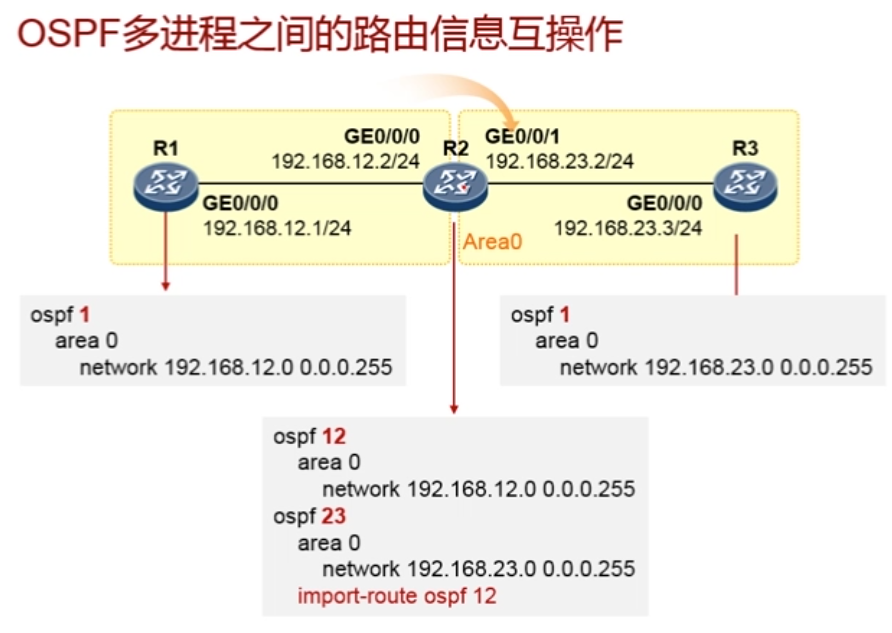 OSPF多进程之间的路由信息互操作
R1
GE0/0/0
192.168.12.2/24
R2
GE0/0/1
192.168.23.2/24
R3
GE0/0/0
192.168.12.1/24
Area0
GE0/0/0
192.168.23.3/24
ospf 1
area 0
network 192.168.12.0 0.0.0.255
ospf 1
area 0
network 192.168.23.0 0.0.0.255
ospf 12
area 0
network 192.168.12.0 0.0.0.255
ospf 23
area 0
network 192.168.23.0 0.0.0.255
import-route ospf 12